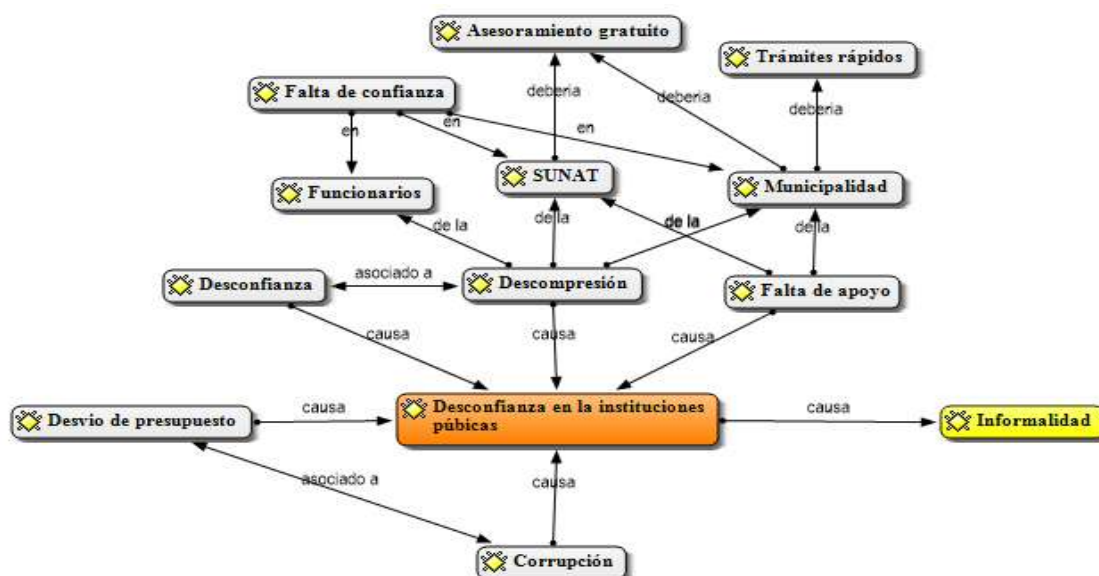 Asesoramiento gratuito
Trámites rápidos
Falta de confianza
deberia
deberia
deberia
en
en
en
SUNAT
Funcionarios
Municipalidad
de la
de la
de la
de la
asociado a
Desconfianza
Descompresión
Falta de apoyo
causa
causa
causa
Desvio de presupuesto
causa
Desconfianza en la instituciones
púbicas
causa
Informalidad
asociado a
causa
Corrupción